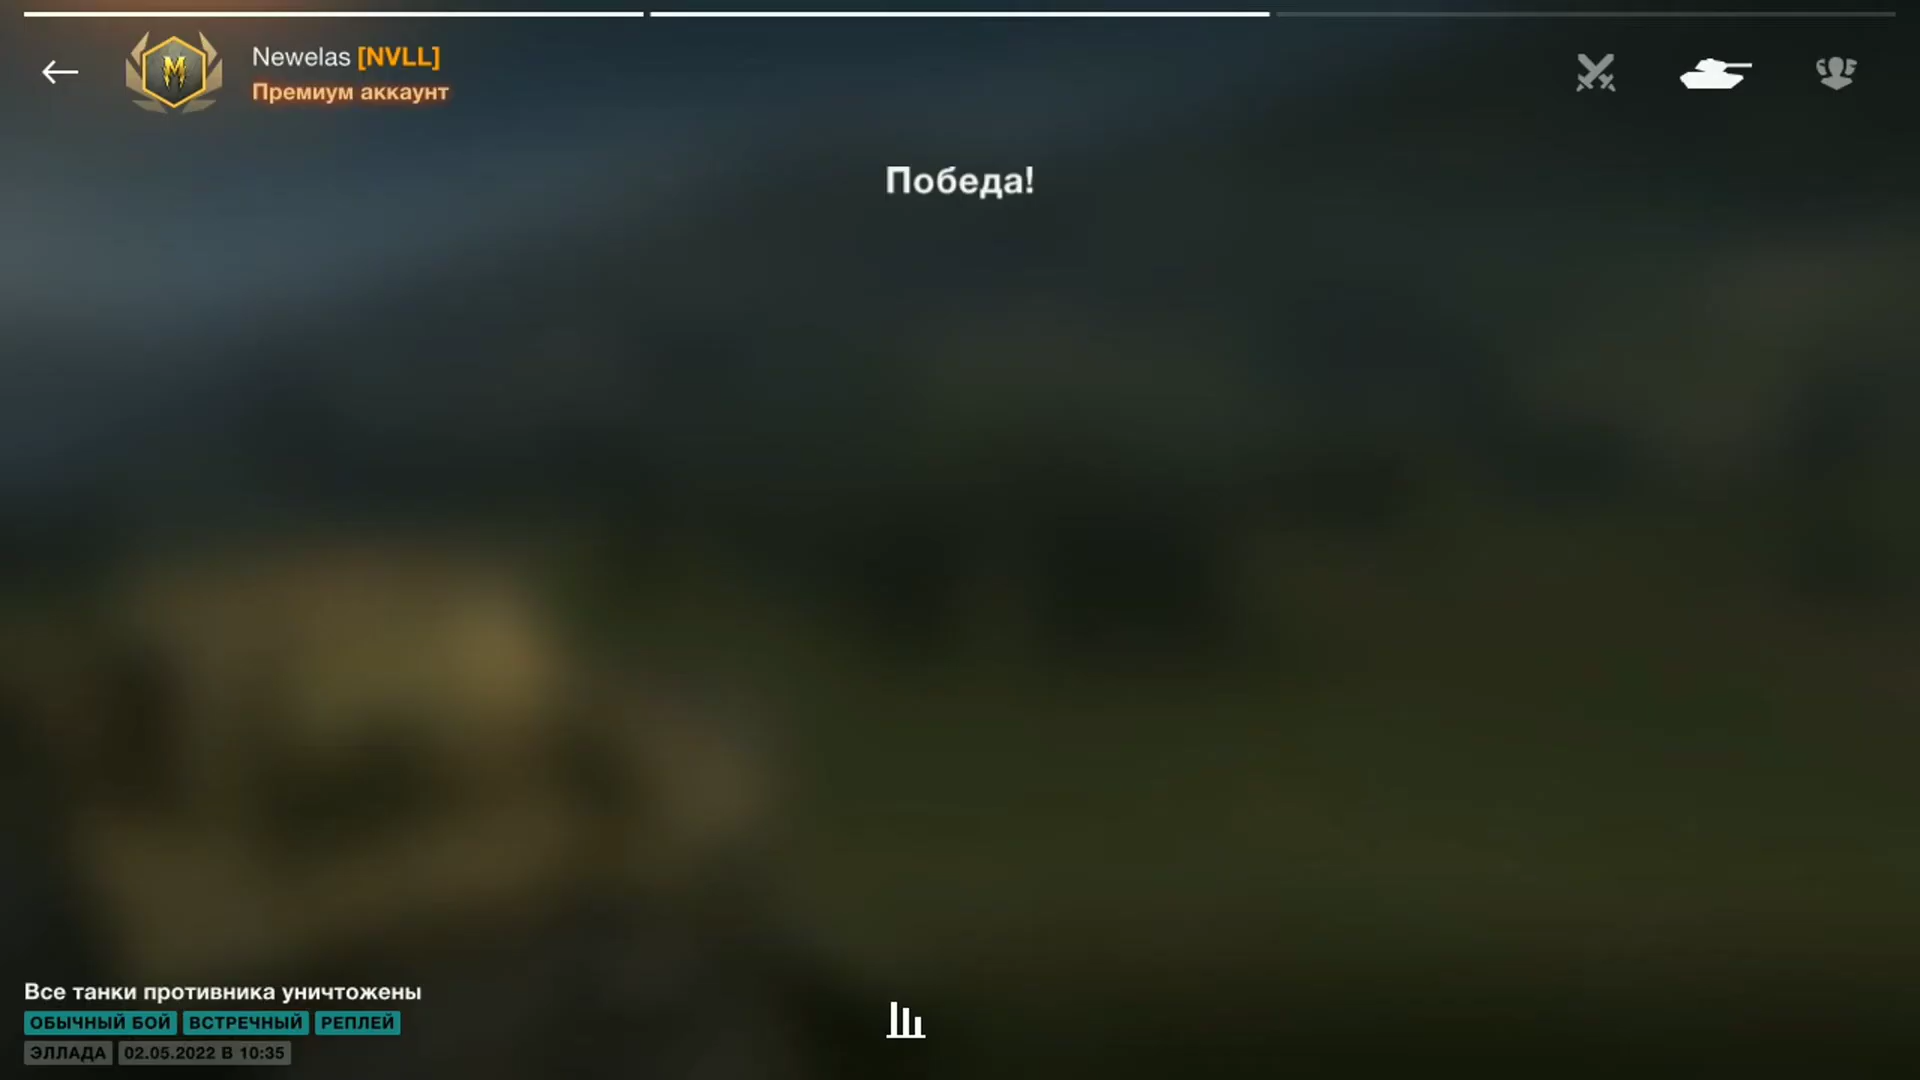 Newelas [NVLL]
Премиум аккаунт
Победа!
Все танки противника уничтожены
ОБЫЧНЫЙ БОЙ ВСТРЕЧНЫЙ РЕПЛЕЙ
ЭЛЛАДА 02.05.2022 В 10:35